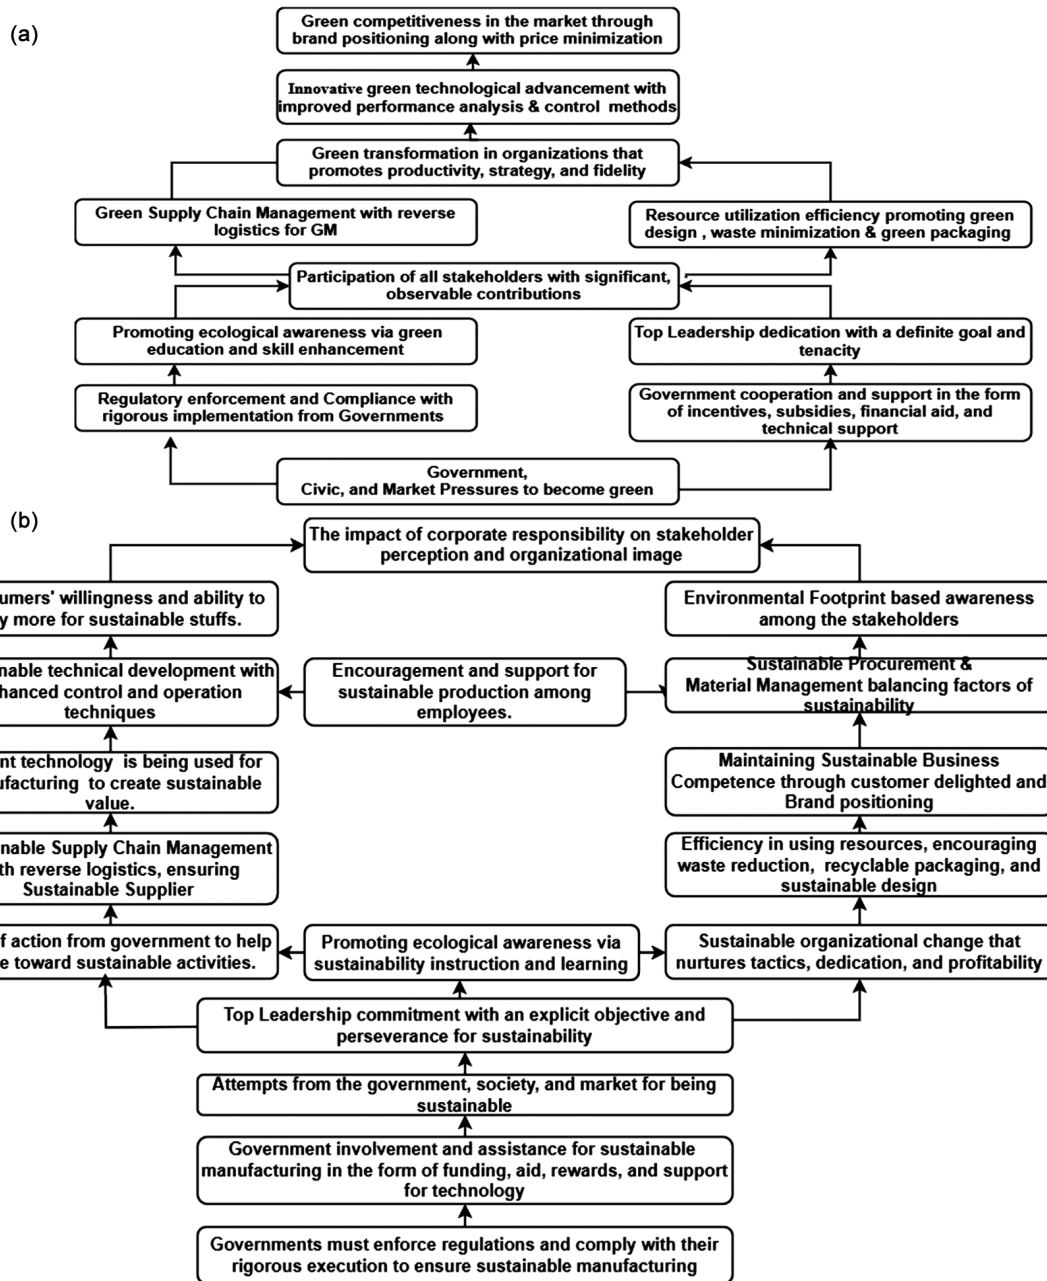 (a)
Green competitiveness in the market through
brand positioning along with price minimization
Innovative green technological advancement with
improved performance analysis & control methods
Green transformation in organizations that
promotes productivity, strategy, and fidelity
Green Supply Chain Management with reverse
logistics for GM
Resource utilization efficiency promoting green
design , waste minimization & green packaging
Participation of all stakeholders with significant,
observable contributions
Promoting ecological awareness via green
education and skill enhancement
Top Leadership dedication with a definite goal and
tenacity
Regulatory enforcement and Compliance with
rigorous implementation from Governments
Government cooperation and support in the form
of incentives, subsidies, financial aid, and
technical support
Government,
Civic, and Market Pressures to become green
(b)
The impact of corporate responsibility on stakeholder
perception and organizational image
umers' willingness and ability to
y more for sustainable stuffs.
Environmental Footprint based awareness
among the stakeholders
nable technical development with
hanced control and operation
techniques
Encouragement and support for
sustainable production among
employees.
Sustainable Procurement &
Material Management balancing factors of
sustainability
nt technology is being used for
ufacturing to create sustainable
value.
Maintaining Sustainable Business
Competence through customer delighted and
Brand positioning
nable Supply Chain Management
th reverse logistics, ensuring
Sustainable Supplier
Efficiency in using resources, encouraging
waste reduction, recyclable packaging, and
sustainable design
f action from government to help
e toward sustainable activities.
Promoting ecological awareness via
sustainability instruction and learning
Sustainable organizational change that
nurtures tactics, dedication, and profitability
Top Leadership commitment with an explicit objective and
perseverance for sustainability
Attempts from the government, society, and market for being
sustainable
Government involvement and assistance for sustainable
manufacturing in the form of funding, aid, rewards, and support
for technology
Governments must enforce regulations and comply with their
rigorous execution to ensure sustainable manufacturing